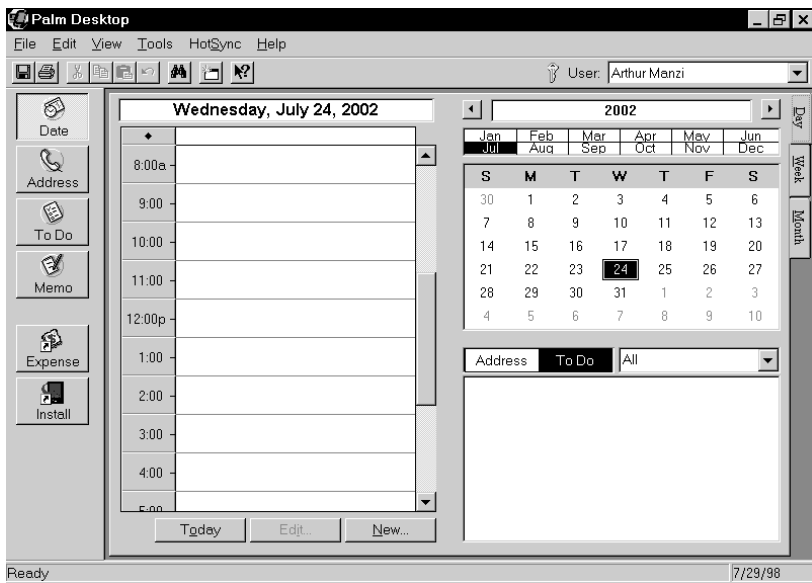 Palm Desktop
File Edit View Tools HotSync Help
User: Arthur Manzi
Date
Address
To Do
Memo
Expense
Install
Wednesday, July 24, 2002
8:00a
9:00
10:00
11:00
12:00p
1:00
2:00
3:00
4:00
5:00
Today Edit... New...
2002
Jan Feb Mar Apr May Jun
Jul Aug Sep Oct Nov Dec
S M T W T F S
30 1 2 3 4 5 6
7 8 9 10 11 12 13
14 15 16 17 18 19 20
21 22 23 24 25 26 27
28 29 30 31 1 2 3
4 5 6 7 8 9 10
Day
Week
Month
Address To Do All
Ready 7/29/98